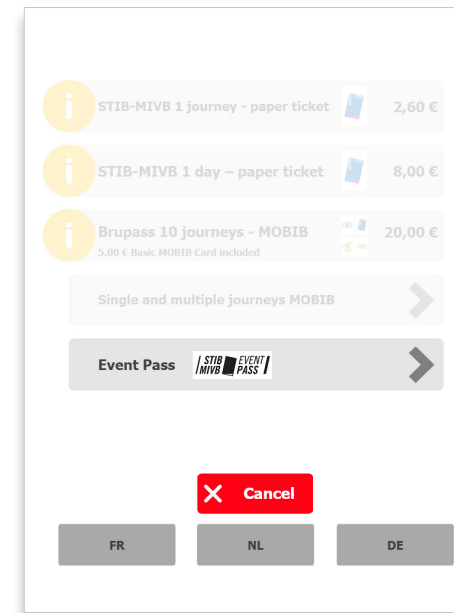 i STIB-MIVB 1 journey - paper ticket 2,60 €
i STIB-MIVB 1 day – paper ticket 8,00 €
i Brupass 10 journeys - MOBIB 20,00 €
5.00 € Basic MOBIB Card included
Single and multiple journeys MOBIB
Event Pass STIB MIVB EVENT PASS
Cancel
FR NL DE